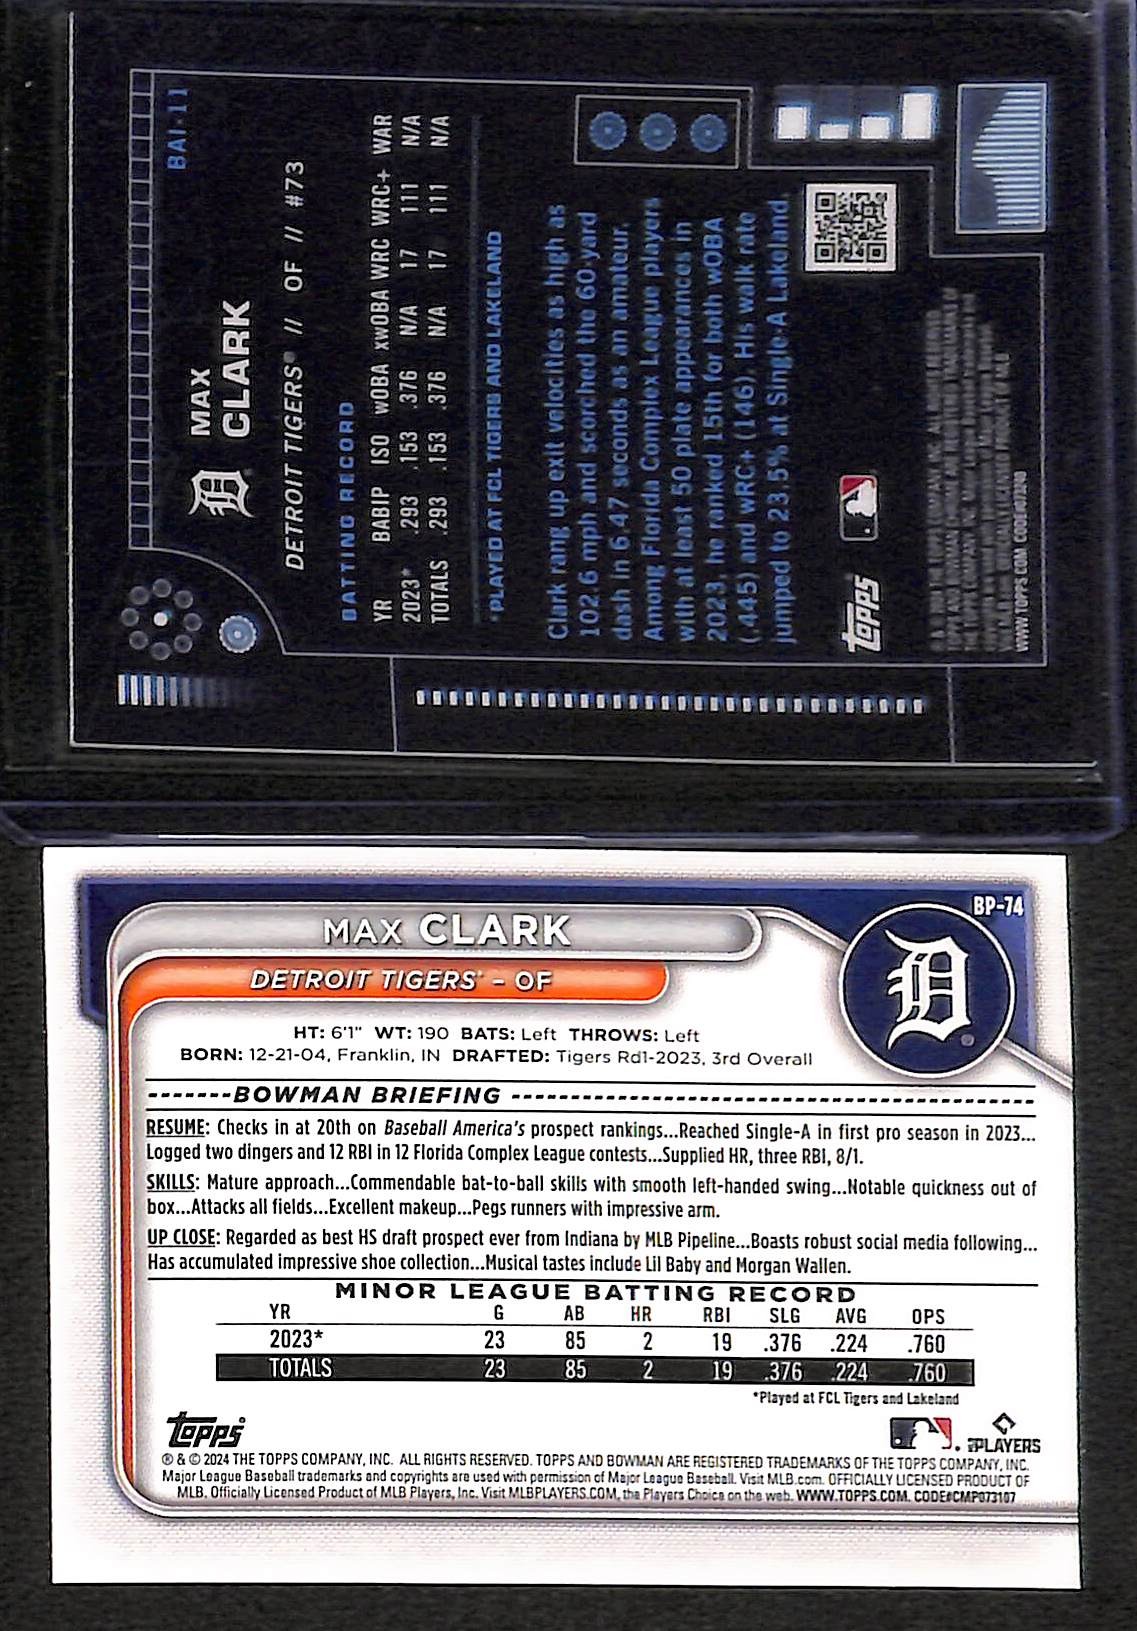 BAI-11
MAX
CLARK
DETROIT TIGERS® // OF // #73
BATTING RECORD
YR BABIP ISO wOBA xwOBA WRC WRC+ WAR
2023* .293 .153 .376 N/A 17 111 N/A
TOTALS .293 .153 .376 N/A 17 111 N/A
*PLAYED AT FCL TIGERS AND LAKELAND
Clark rang up exit velocities as high as
102.6 mph and scorched the 60-yard
dash in 6.47 seconds as an amateur.
Among Florida Complex League players
with at least 50 plate appearances in
2023, he ranked 15th for both wOBA
(.445) and wRC+ (146). His walk rate
jumped to 23.5% at Single-A Lakeland.
topps
WWW.TOPPS.COM
BP-74
MAX CLARK
DETROIT TIGERS® – OF
HT: 6'1" WT: 190 BATS: Left THROWS: Left
BORN: 12-21-04, Franklin, IN DRAFTED: Tigers Rd1-2023, 3rd Overall
BOWMAN BRIEFING
RESUME: Checks in at 20th on Baseball America's prospect rankings...Reached Single-A in first pro season in 2023...
Logged two dingers and 12 RBI in 12 Florida Complex League contests...Supplied HR, three RBI, 8/1.
SKILLS: Mature approach...Commendable bat-to-ball skills with smooth left-handed swing...Notable quickness out of
box...Attacks all fields...Excellent makeup...Pegs runners with impressive arm.
UP CLOSE: Regarded as best HS draft prospect ever from Indiana by MLB Pipeline...Boasts robust social media following...
Has accumulated impressive shoe collection...Musical tastes include Lil Baby and Morgan Wallen.
MINOR LEAGUE BATTING RECORD
YR G AB HR RBI SLG AVG OPS
2023* 23 85 2 19 .376 .224 .760
TOTALS 23 85 2 19 .376 .224 .760
*Played at FCL Tigers and Lakeland
topps
PLAYERS
® & © 2024 THE TOPPS COMPANY, INC. ALL RIGHTS RESERVED. TOPPS AND BOWMAN ARE REGISTERED TRADEMARKS OF THE TOPPS COMPANY, INC.
Major League Baseball trademarks and copyrights are used with permission of Major League Baseball. Visit MLB.com. OFFICIALLY LICENSED PRODUCT OF
MLB. Officially Licensed Product of MLB Players, Inc. Visit MLBPLAYERS.COM, the Players Choice on the web. WWW.TOPPS.COM. CODE#CMP073107